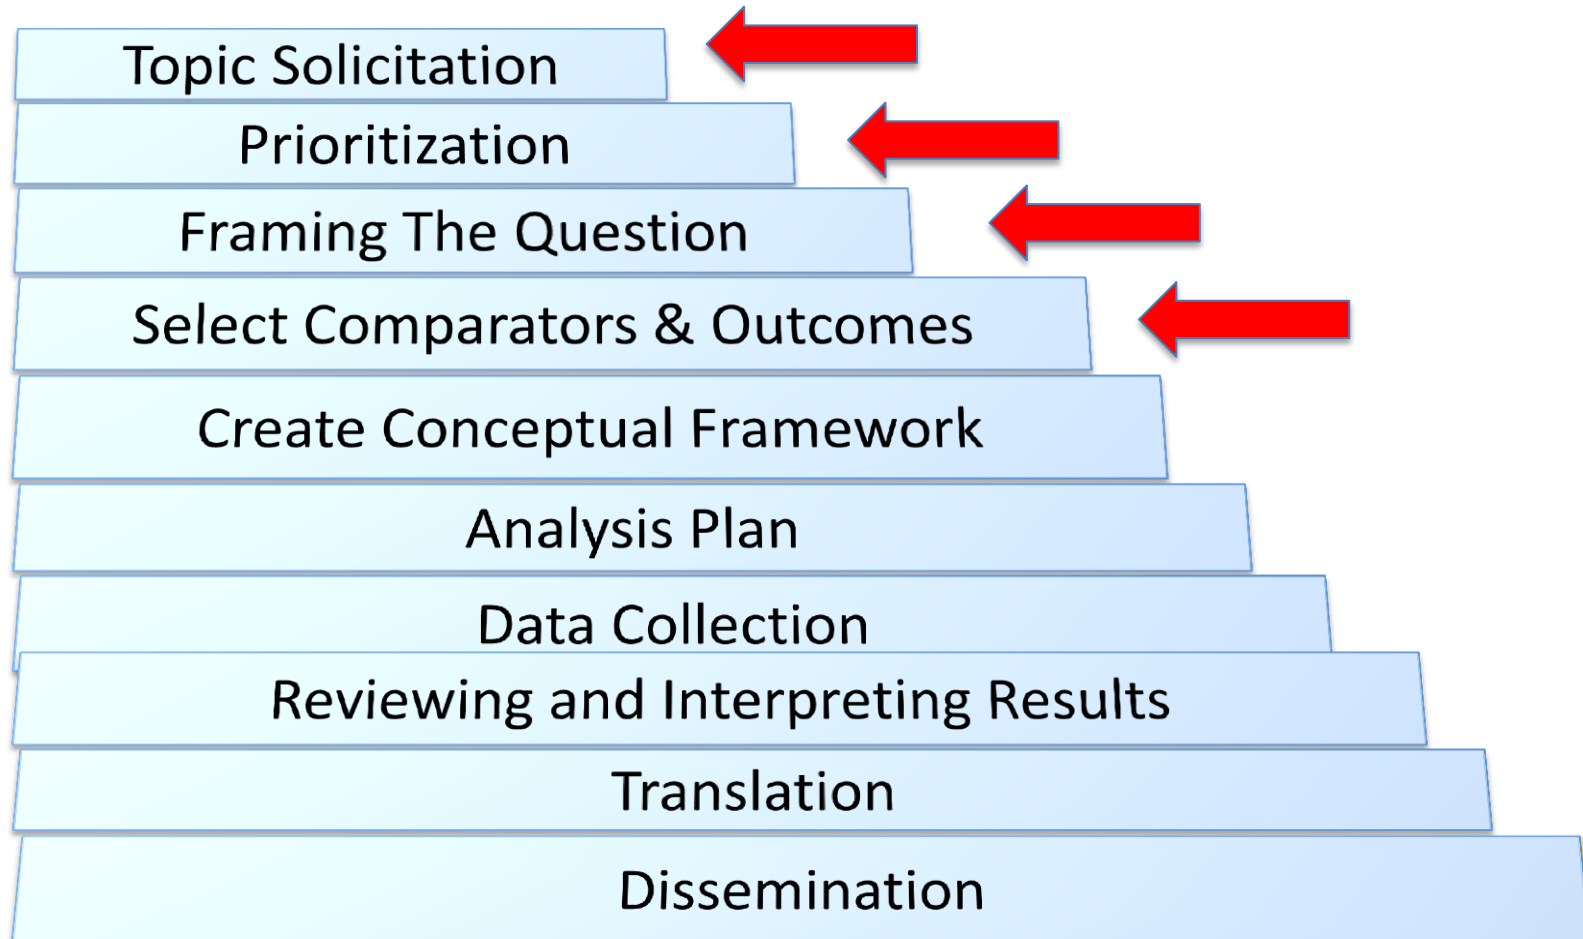 Topic Solicitation
Prioritization
Framing The Question
Select Comparators & Outcomes
Create Conceptual Framework
Analysis Plan
Data Collection
Reviewing and Interpreting Results
Translation
Dissemination